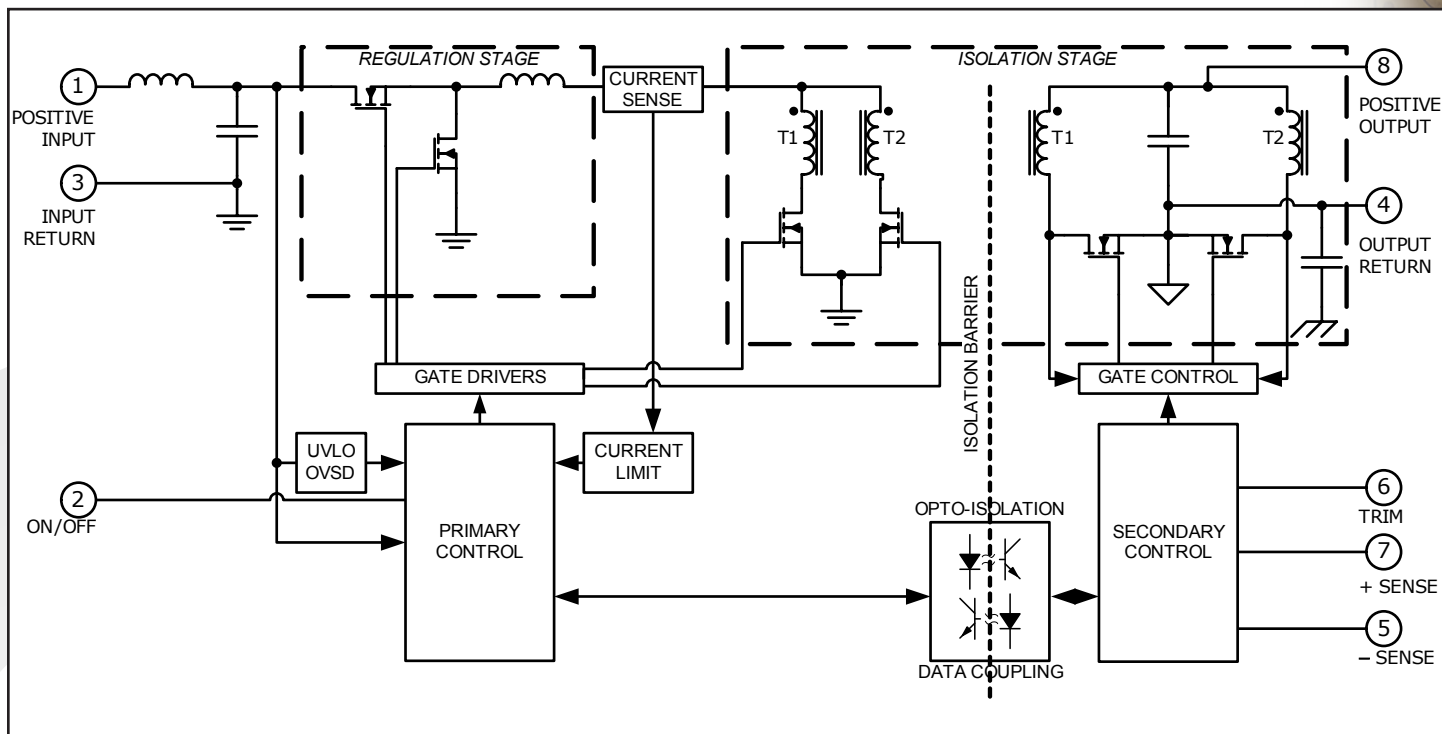 REGULATION STAGE
ISOLATION STAGE
1
POSITIVE
INPUT
CURRENT
SENSE
8
POSITIVE
OUTPUT
T1
T2
T1
T2
3
INPUT
RETURN
4
OUTPUT
RETURN
ISOLATION BARRIER
GATE DRIVERS
GATE CONTROL
UVLO
OVSD
CURRENT
LIMIT
2
ON/OFF
PRIMARY
CONTROL
OPTO-ISOLATION
DATA COUPLING
SECONDARY
CONTROL
6
TRIM
7
+ SENSE
5
– SENSE